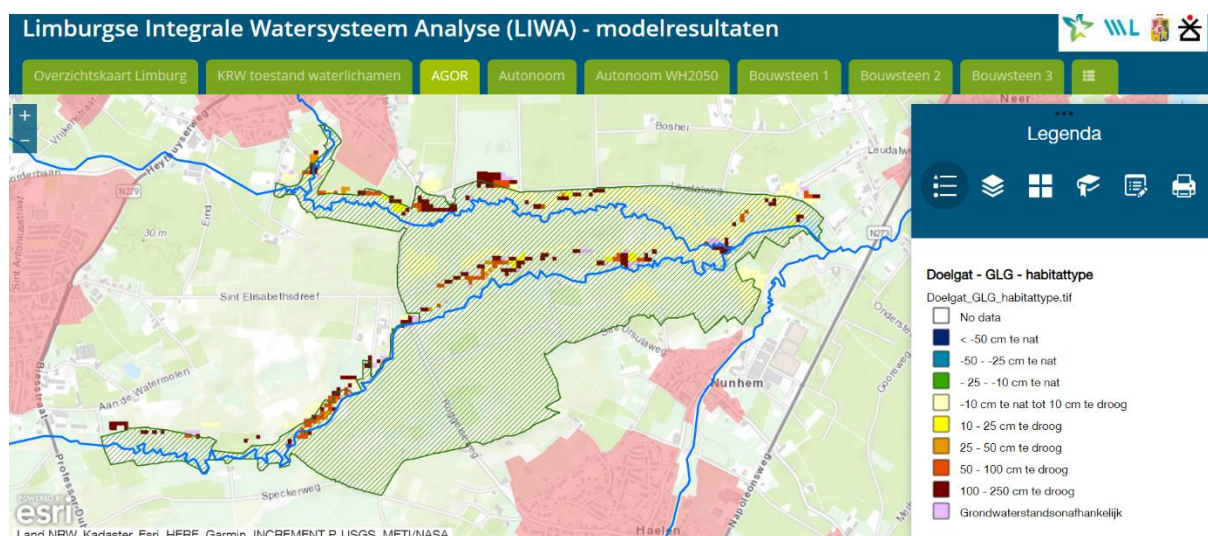 Limburgse Integrale Watersysteem Analyse (LIWA) - modelresultaten
Overzichtskaart Limburg
KRW toestand waterlichamen
AGOR
Autonoom
Autonoom WH2050
Bouwsteen 1
Bouwsteen 2
Bouwsteen 3
+
−
Neer
Heythuyserweg
Boshei
Leudalweg
N279
Eind
30 m
Sint Antoniusstraat
N273
Sint Elisabethsdreef
Sint Ursulaweg
Nunhem
Aan de Watermolen
Roggelseweg
Napoleonsweg
Speckerweg
Haelen
POWERED BY
esri
Land NRW, Kadaster, Esri, HERE, Garmin, INCREMENT P, USGS, METI/NASA
Legenda
Doelgat - GLG - habitattype
Doelgat_GLG_habitattype.tif
No data
< -50 cm te nat
-50 - -25 cm te nat
- 25 - -10 cm te nat
-10 cm te nat tot 10 cm te droog
10 - 25 cm te droog
25 - 50 cm te droog
50 - 100 cm te droog
100 - 250 cm te droog
Grondwaterstandsonafhankelijk